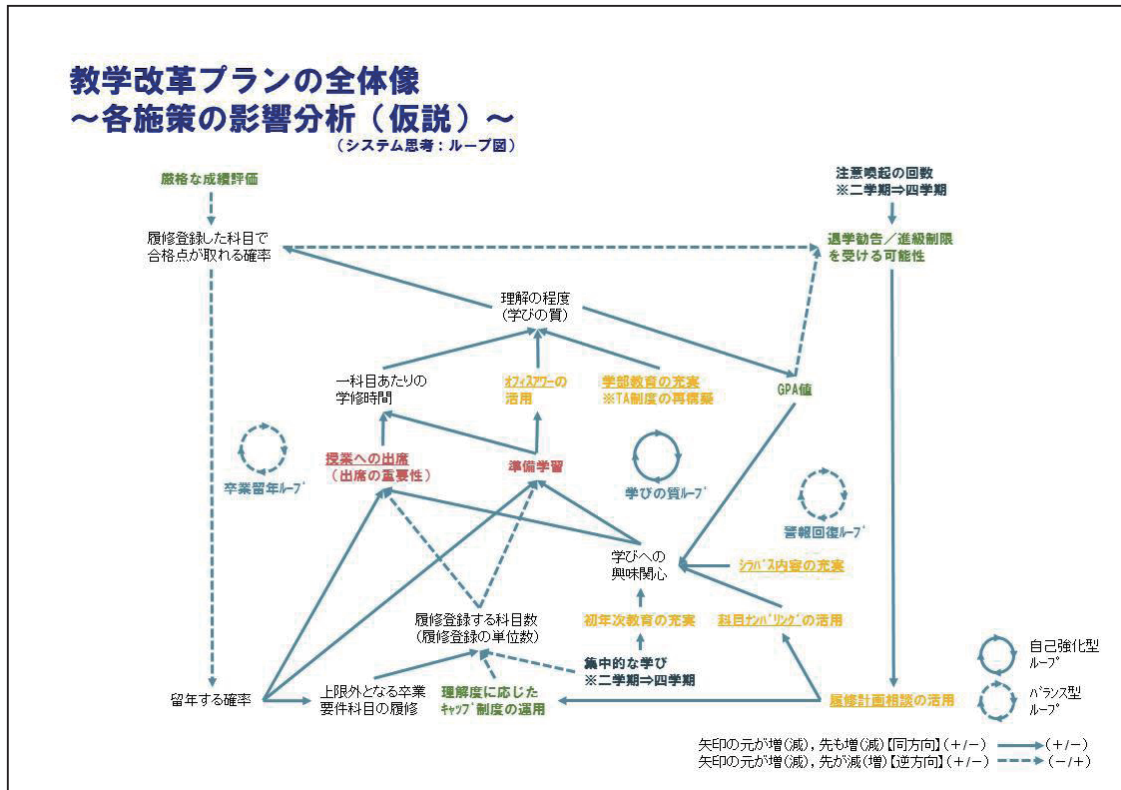 教学改革プランの全体像
～各施策の影響分析（仮説）～
（システム思考：ループ図）
厳格な成績評価
注意喚起の回数
※二学期⇒四学期
履修登録した科目で
合格点が取れる確率
退学勧告／進級制限
を受ける可能性
理解の程度
(学びの質)
一科目あたりの
学修時間
ｵﾌｨｽｱﾜｰの
活用
学部教育の充実
※TA制度の再構築
GPA値
授業への出席
（出席の重要性）
準備学習
卒業留年ﾙｰﾌﾟ
学びの質ﾙｰﾌﾟ
警報回復ﾙｰﾌﾟ
学びへの
興味関心
ｼﾗﾊﾞｽ内容の充実
履修登録する科目数
(履修登録の単位数)
初年次教育の充実
科目ﾅﾝﾊﾞﾘﾝｸﾞの活用
集中的な学び
※二学期⇒四学期
自己強化型
ﾙｰﾌﾟ
留年する確率
上限外となる卒業
要件科目の履修
理解度に応じた
ｷｬｯﾌﾟ制度の運用
履修計画相談の活用
ﾊﾞﾗﾝｽ型
ﾙｰﾌﾟ
矢印の元が増(減)，先も増(減)【同方向】(+/−) (+/−)
矢印の元が増(減)，先が減(増)【逆方向】(+/−) (−/+)